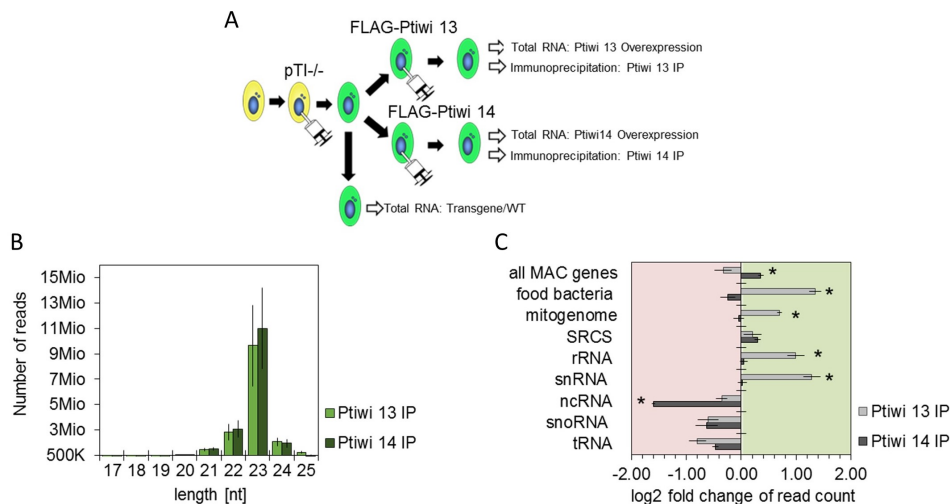 A
FLAG-Ptiwi 13
Total RNA: Ptiwi 13 Overexpression
Immunoprecipitation: Ptiwi 13 IP
pTI-/-
FLAG-Ptiwi 14
Total RNA: Ptiwi14 Overexpression
Immunoprecipitation: Ptiwi 14 IP
Total RNA: Transgene/WT
B
Number of reads
15Mio
13Mio
11Mio
9Mio
7Mio
5Mio
3Mio
500K
17 18 19 20 21 22 23 24 25
length [nt]
Ptiwi 13 IP
Ptiwi 14 IP
C
all MAC genes *
food bacteria *
mitogenome *
SRCS
rRNA *
snRNA *
ncRNA *
snoRNA
tRNA
-2.00 -1.00 0.00 1.00 2.00
log2 fold change of read count
Ptiwi 13 IP
Ptiwi 14 IP